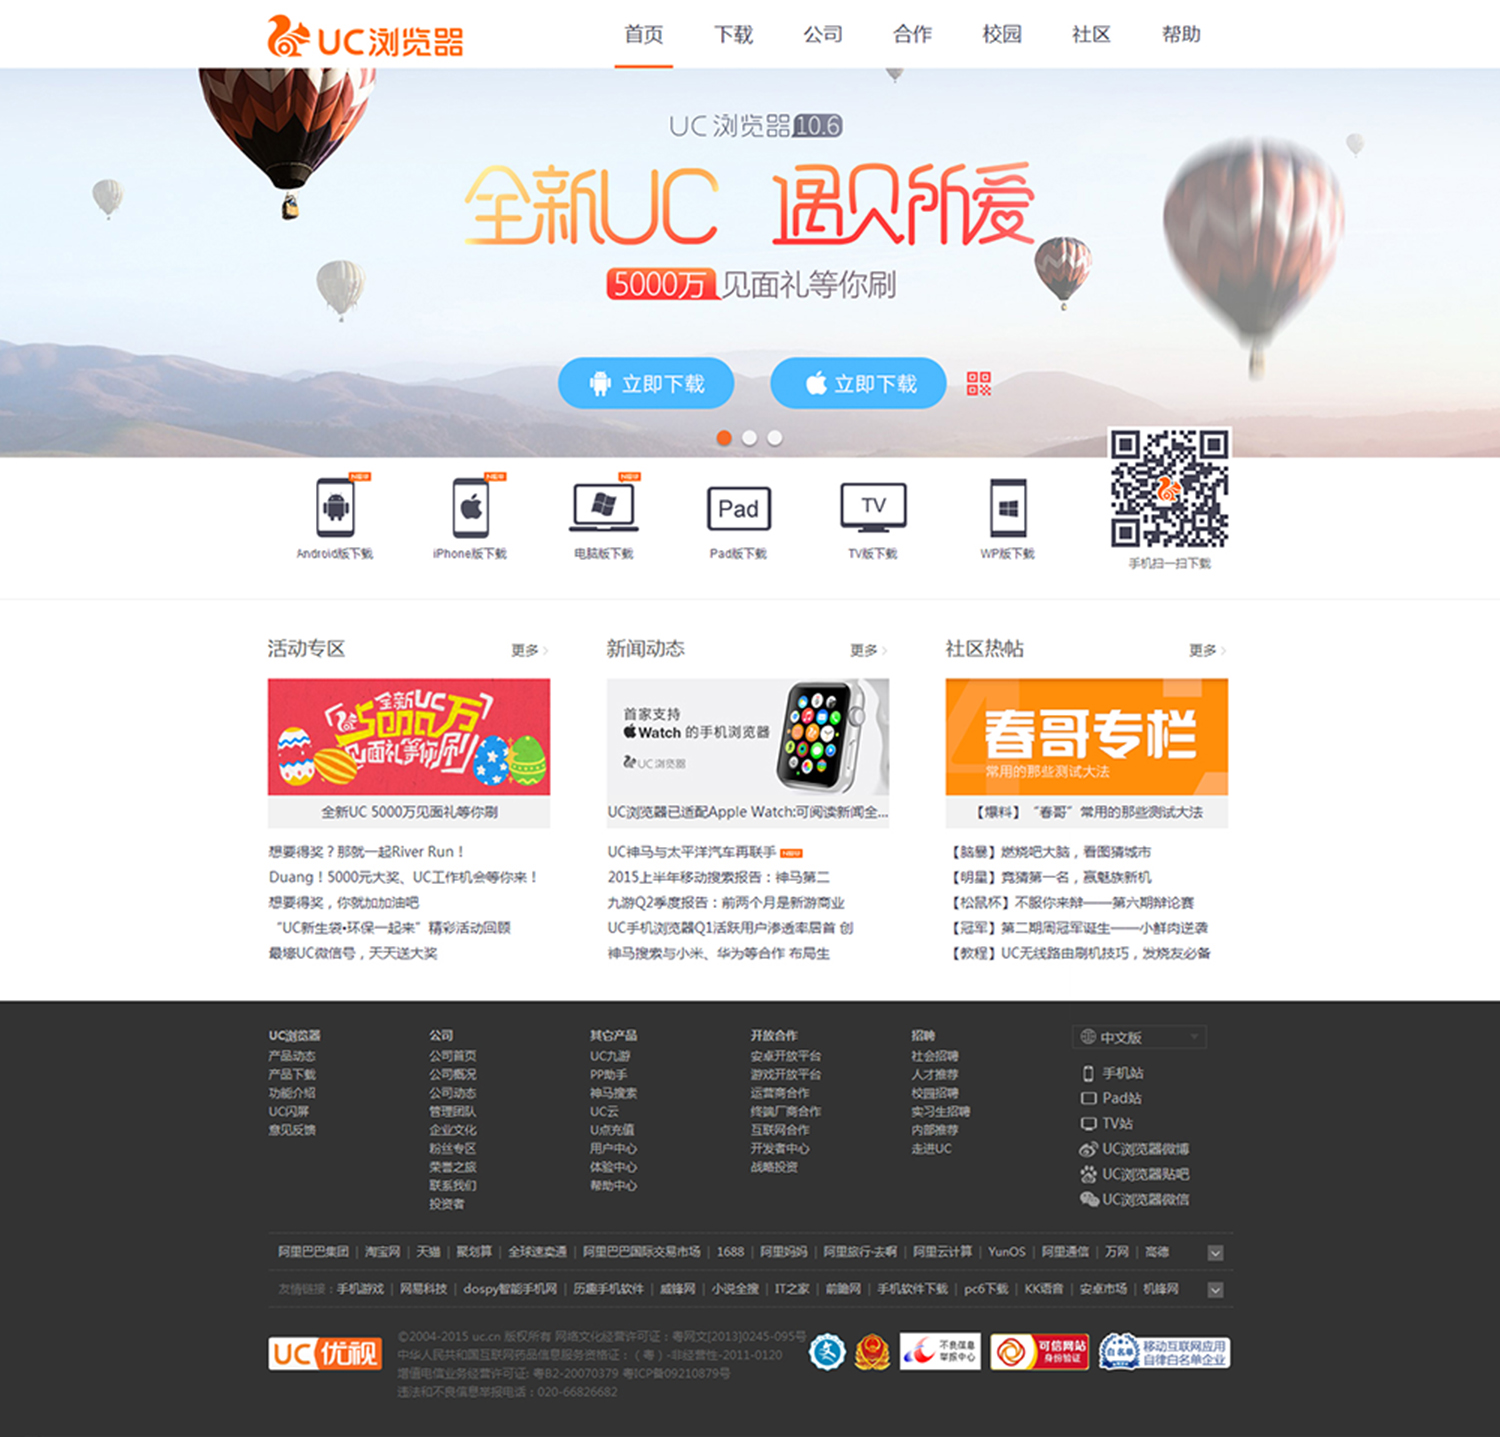 UC浏览器
首页 下载 公司 合作 校园 社区 帮助
UC 浏览器10.6
全新UC 遇见所爱
5000万 见面礼等你刷
立即下载 立即下载
Pad TV
Android版下载 iPhone版下载 电脑版下载 Pad版下载 TV版下载 WP版下载 手机扫一扫下载
活动专区 更多
全新UC
5000万
见面礼等你刷
全新UC 5000万见面礼等你刷
想要得奖？那就一起River Run！
Duang！5000元大奖、UC工作机会等你来！
想要得奖，你就加加油吧
“UC新生袋•环保一起来”精彩活动回顾
最壕UC微信号，天天送大奖
新闻动态 更多
首家支持
Watch 的手机浏览器
UC浏览器
UC浏览器已适配Apple Watch:可阅读新闻全...
UC神马与太平洋汽车再联手
2015上半年移动搜索报告：神马第二
九游Q2季度报告：前两个月是新游商业
UC手机浏览器Q1活跃用户渗透率居首 创
神马搜索与小米、华为等合作 布局生
社区热帖 更多
春哥专栏
常用的那些测试大法
【爆料】“春哥”常用的那些测试大法
【脑暴】燃烧吧大脑，看图猜城市
【明星】竞猜第一名，赢魅族新机
【松鼠杯】不服你来辩——第六期辩论赛
【冠军】第二期周冠军诞生——小鲜肉逆袭
【教程】UC无线路由刷机技巧，发烧友必备
UC浏览器
产品动态
产品下载
功能介绍
UC闪屏
意见反馈
公司
公司首页
公司概况
公司动态
管理团队
企业文化
粉丝专区
荣誉之旅
联系我们
投资者
其它产品
UC九游
PP助手
神马搜索
UC云
U点充值
用户中心
体验中心
帮助中心
开放合作
安卓开放平台
游戏开放平台
运营商合作
终端厂商合作
互联网合作
开发者中心
战略投资
招聘
社会招聘
人才推荐
校园招聘
实习生招聘
内部推荐
走进UC
中文版
手机站
Pad站
TV站
UC浏览器微博
UC浏览器贴吧
UC浏览器微信
阿里巴巴集团 | 淘宝网 | 天猫 | 聚划算 | 全球速卖通 | 阿里巴巴国际交易市场 | 1688 | 阿里妈妈 | 阿里旅行·去啊 | 阿里云计算 | YunOS | 阿里通信 | 万网 | 高德
友情链接：手机游戏 | 网易科技 | dospy智能手机网 | 历趣手机软件 | 威锋网 | 小说全搜 | IT之家 | 前瞻网 | 手机软件下载 | pc6下载 | KK语音 | 安卓市场 | 机锋网
UC优视
©2004-2015 uc.cn 版权所有 网络文化经营许可证：粤网文[2013]0245-095号
中华人民共和国互联网药品信息服务资格证：（粤）-非经营性-2011-0120
增值电信业务经营许可证: 粤B2-20070379 粤ICP备09210879号
违法和不良信息举报电话：020-66826682
不良信息
举报中心
可信网站
身份验证
白名单
移动互联网应用
自律白名单企业